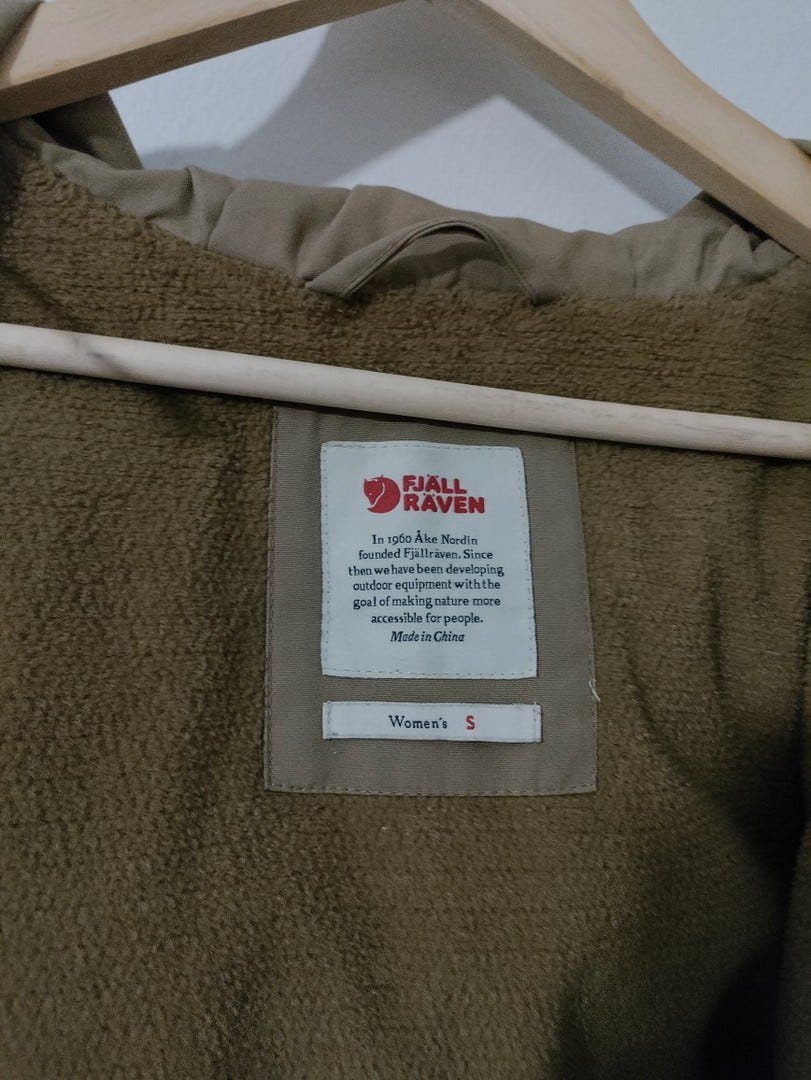 FJÄLL
RÄVEN
In 1960 Åke Nordin
founded Fjällräven. Since
then we have been developing
outdoor equipment with the
goal of making nature more
accessible for people.
Made in China
Women's S